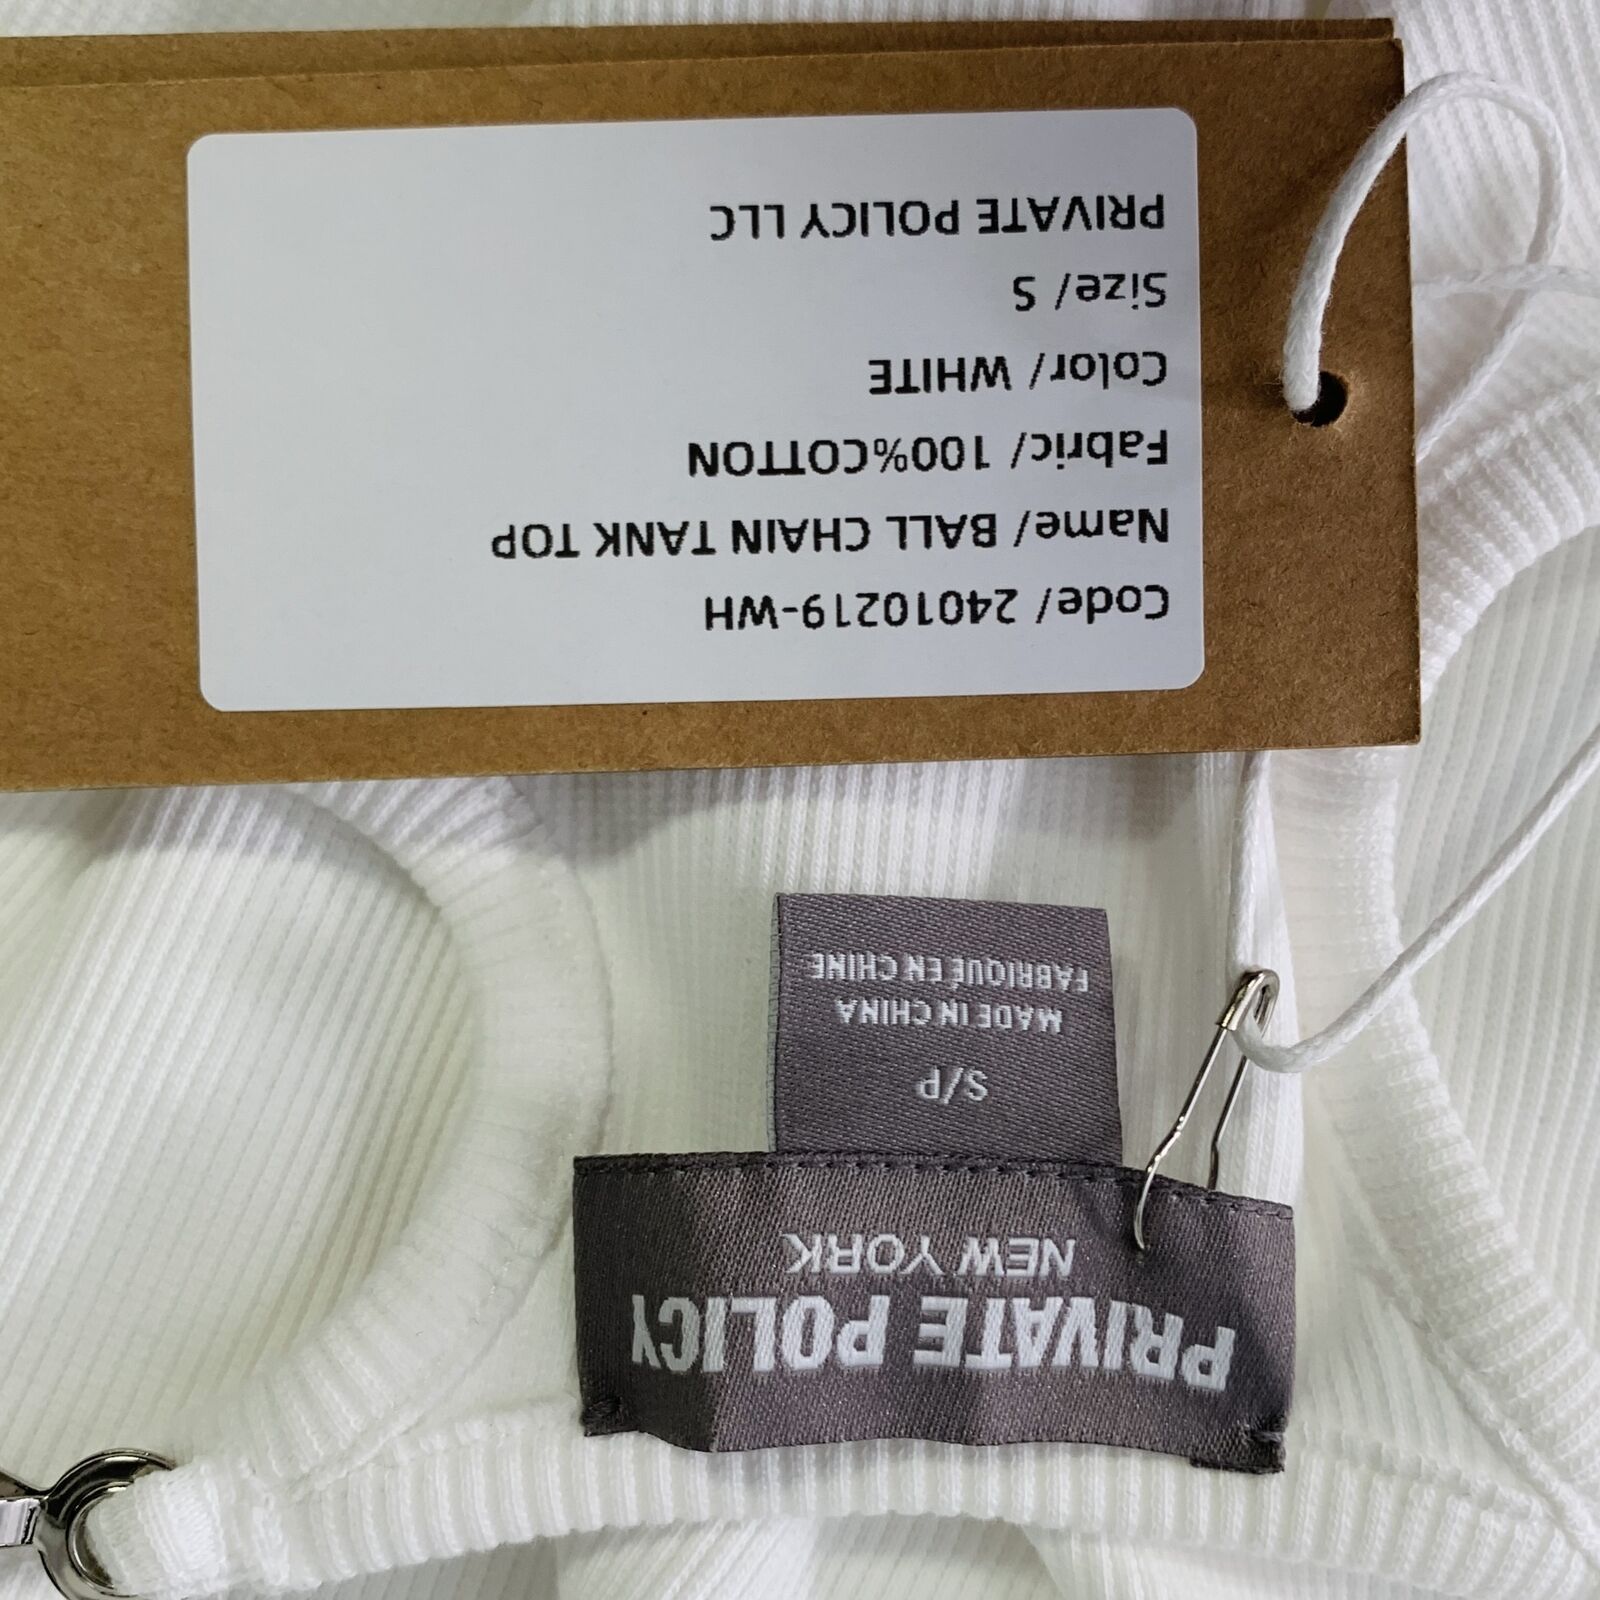 Code/ 24010219-WH
Name/ BALL CHAIN TANK TOP
Fabric/ 100%COTTON
Color/ WHITE
Size/ S
PRIVATE POLICY LLC
PRIVATE POLICY
NEW YORK
S/P
MADE IN CHINA
FABRIQUÉ EN CHINE